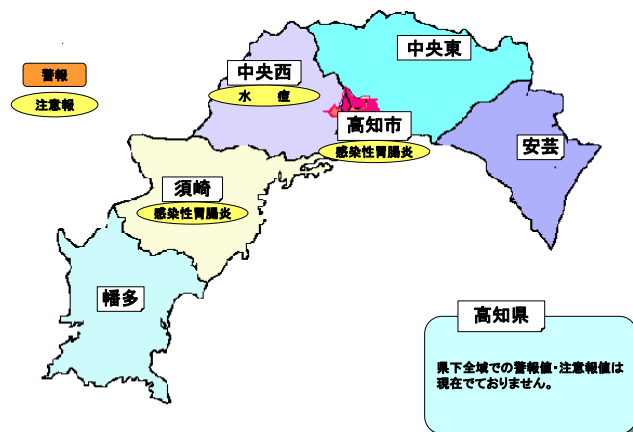 警報
注意報
中央東
中央西
水　痘
高知市
感染性胃腸炎
安芸
須崎
感染性胃腸炎
幡多
高知県
県下全域での警報値・注意報値は
現在でておりません。